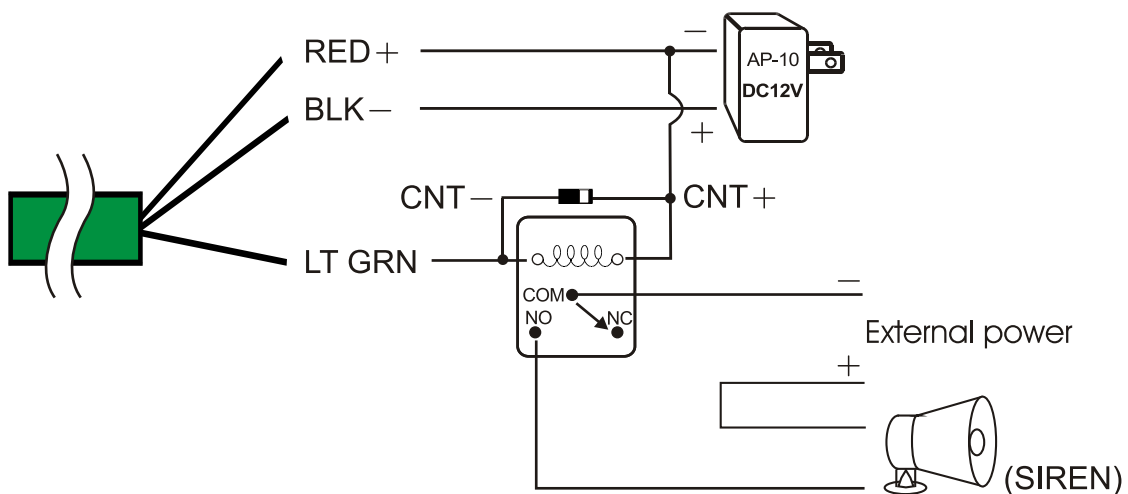 RED +
−
AP-10
DC12V
BLK −
+
CNT −
CNT +
LT GRN
COM
NO
NC
−
External power
+
(SIREN)